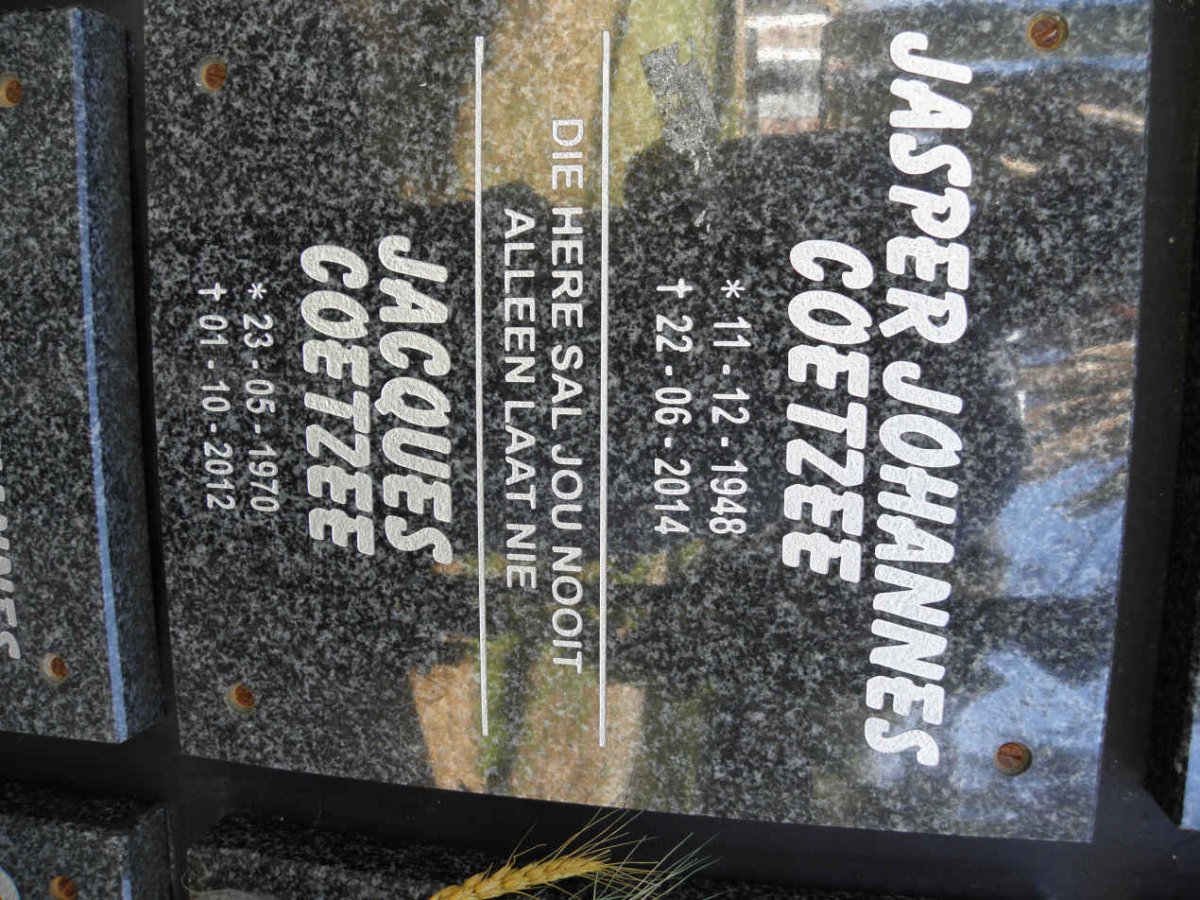 JASPER JOHANNES
COETZEE
* 11 - 12 - 1948
† 22 - 06 - 2014
DIE HERE SAL JOU NOOIT
ALLEEN LAAT NIE
JACQUES
COETZEE
* 23 - 05 - 1970
† 01 - 10 - 2012